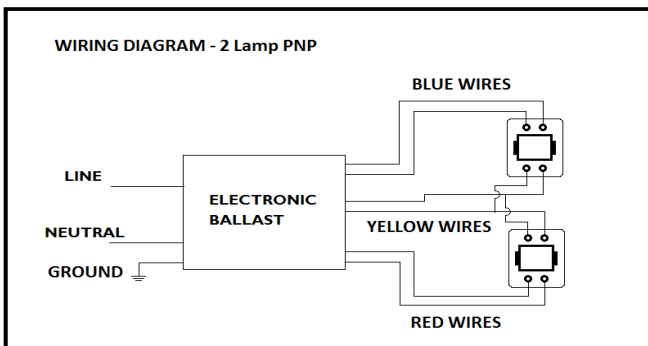 WIRING DIAGRAM - 2 Lamp PNP
BLUE WIRES
LINE
ELECTRONIC
BALLAST
YELLOW WIRES
NEUTRAL
GROUND
RED WIRES